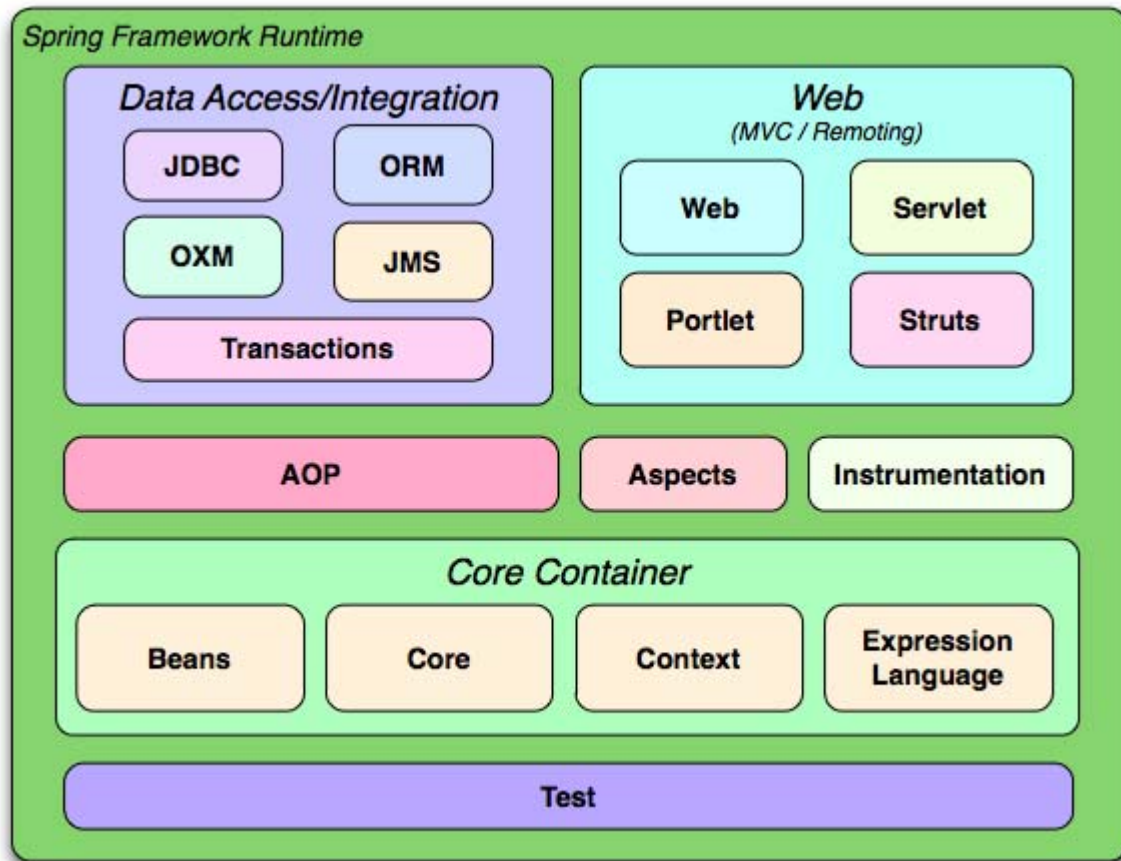 Spring Framework Runtime
Data Access/Integration
JDBC
ORM
OXM
JMS
Transactions
Web
(MVC / Remoting)
Web
Servlet
Portlet
Struts
AOP
Aspects
Instrumentation
Core Container
Beans
Core
Context
Expression
Language
Test